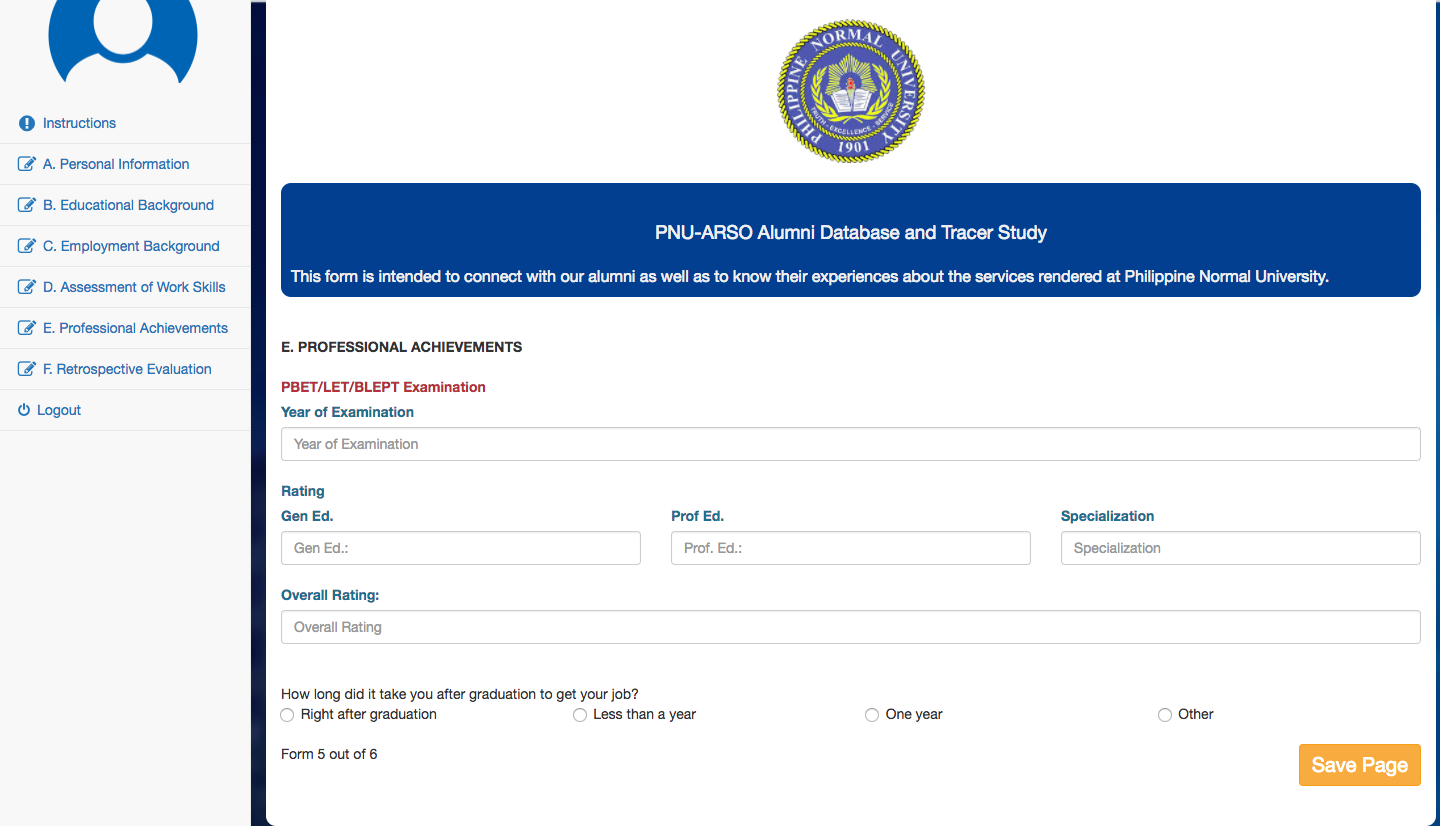 Instructions
A. Personal Information
B. Educational Background
C. Employment Background
D. Assessment of Work Skills
E. Professional Achievements
F. Retrospective Evaluation
Logout
PHILIPPINE NORMAL UNIVERSITY
TRUTH - EXCELLENCE - SERVICE
1901
PNU-ARSO Alumni Database and Tracer Study
This form is intended to connect with our alumni as well as to know their experiences about the services rendered at Philippine Normal University.
E. PROFESSIONAL ACHIEVEMENTS
PBET/LET/BLEPT Examination
Year of Examination
Year of Examination
Rating
Gen Ed. Prof Ed. Specialization
Gen Ed.: Prof. Ed.: Specialization
Overall Rating:
Overall Rating
How long did it take you after graduation to get your job?
Right after graduation Less than a year One year Other
Form 5 out of 6
Save Page